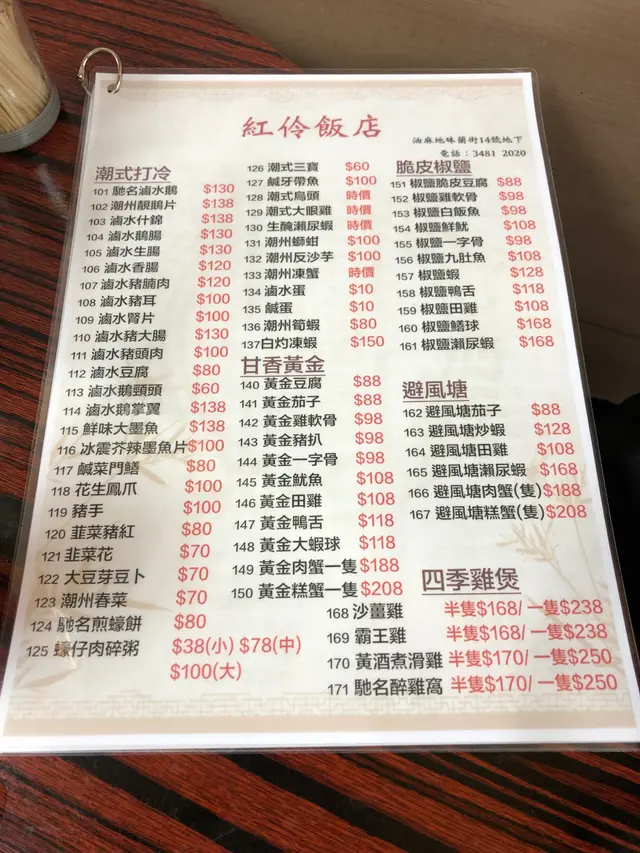 紅伶飯店
油麻地咪蘭街14號地下
電話：3481 2020
潮式打冷
101 馳名滷水鵝 $130
102 潮州靚鵝片 $138
103 滷水什錦 $138
104 滷水鵝腸 $130
105 滷水生腸 $130
106 滷水香腸 $120
107 滷水豬腩肉 $120
108 滷水豬耳 $100
109 滷水腎片 $100
110 滷水豬大腸 $130
111 滷水豬頭肉 $100
112 滷水豆腐 $80
113 滷水鵝頸頭 $60
114 滷水鵝掌翼 $138
115 鮮味大墨魚 $138
116 冰震芥辣墨魚片 $100
117 鹹菜門鱔 $80
118 花生鳳爪 $100
119 豬手 $100
120 韮菜豬紅 $80
121 韭菜花 $70
122 大豆芽豆卜 $70
123 潮州春菜 $70
124 馳名煎蠔餅 $80
125 蠔仔肉碎粥 $38(小) $78(中)
$100(大)
126 潮式三寶 $60
127 鹹牙帶魚 $100
128 潮式烏頭 時價
129 潮式大眼雞 時價
130 生醃瀨尿蝦 時價
131 潮州螄蚶 $100
132 潮州反沙芋 $100
133 潮州凍蟹 時價
134 滷水蛋 $10
135 鹹蛋 $10
136 潮州筍蝦 $80
137 白灼凍蝦 $150
甘香黃金
140 黃金豆腐 $88
141 黃金茄子 $88
142 黃金雞軟骨 $98
143 黃金豬扒 $98
144 黃金一字骨 $98
145 黃金魷魚 $108
146 黃金田雞 $108
147 黃金鴨舌 $118
148 黃金大蝦球 $118
149 黃金肉蟹一隻 $188
150 黃金糕蟹一隻 $208
脆皮椒鹽
151 椒鹽脆皮豆腐 $88
152 椒鹽雞軟骨 $98
153 椒鹽白飯魚 $98
154 椒鹽鮮魷 $108
155 椒鹽一字骨 $98
156 椒鹽九肚魚 $108
157 椒鹽蝦 $128
158 椒鹽鴨舌 $118
159 椒鹽田雞 $108
160 椒鹽鱔球 $168
161 椒鹽瀨尿蝦 $168
避風塘
162 避風塘茄子 $88
163 避風塘炒蝦 $128
164 避風塘田雞 $108
165 避風塘瀨尿蝦 $168
166 避風塘肉蟹(隻) $188
167 避風塘糕蟹(隻) $208
四季雞煲
168 沙薑雞 半隻$168/ 一隻$238
169 霸王雞 半隻$168/ 一隻$238
170 黃酒煮滑雞 半隻$170/ 一隻$250
171 馳名醉雞窩 半隻$170/ 一隻$250